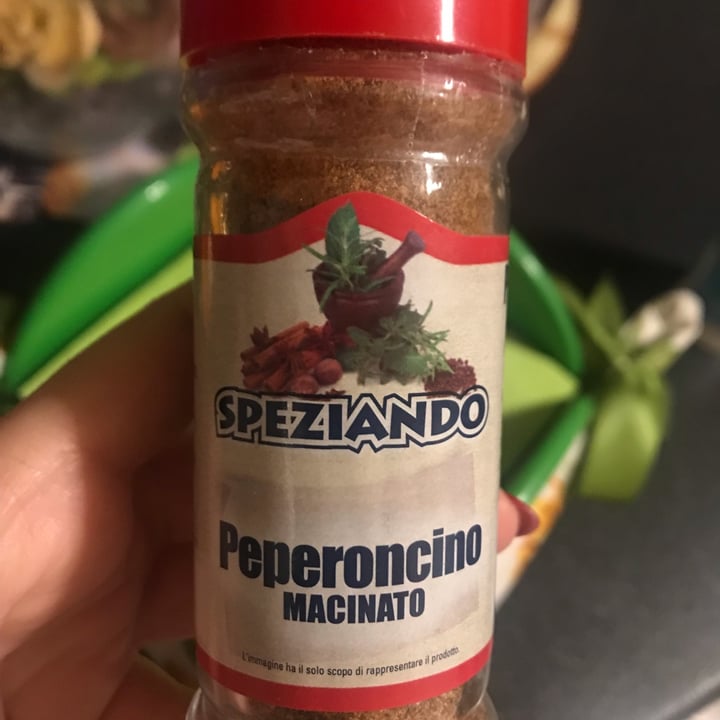 SPEZIANDO
Peperoncino
MACINATO
L'immagine ha il solo scopo di rappresentare il prodotto.